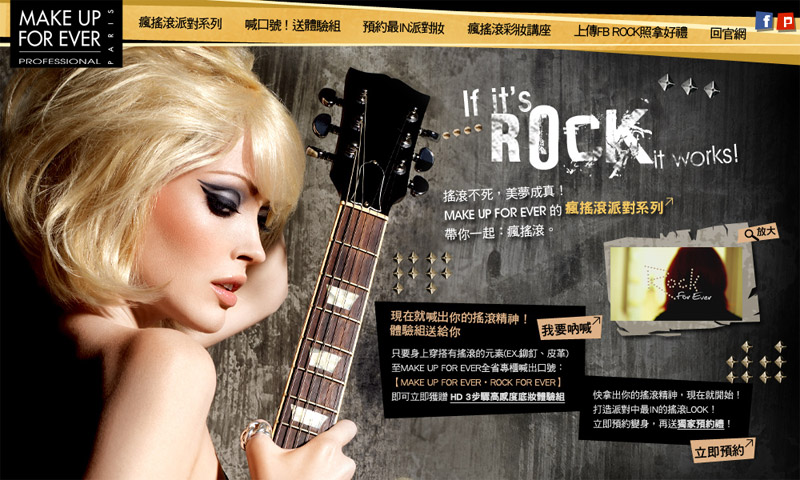 MAKE UP
FOR EVER
PROFESSIONAL
PARIS
瘋搖滾派對系列
喊口號！送體驗組
預約最IN派對妝
瘋搖滾彩妝講座
上傳FB ROCK照拿好禮
回官網
If it's
ROCK
it works!
搖滾不死，美夢成真！
MAKE UP FOR EVER 的 瘋搖滾派對系列
帶你一起：瘋搖滾。
放大
Rock
For Ever
現在就喊出你的搖滾精神！
體驗組送給你
我要吶喊
只要身上穿搭有搖滾的元素(EX.鉚釘、皮革)
至MAKE UP FOR EVER全省專櫃喊出口號：
【MAKE UP FOR EVER，ROCK FOR EVER】
即可立即獲贈 HD 3步驟高感度底妝體驗組
快拿出你的搖滾精神，現在就開始！
打造派對中最IN的搖滾LOOK！
立即預約變身，再送獨家預約禮！
立即預約